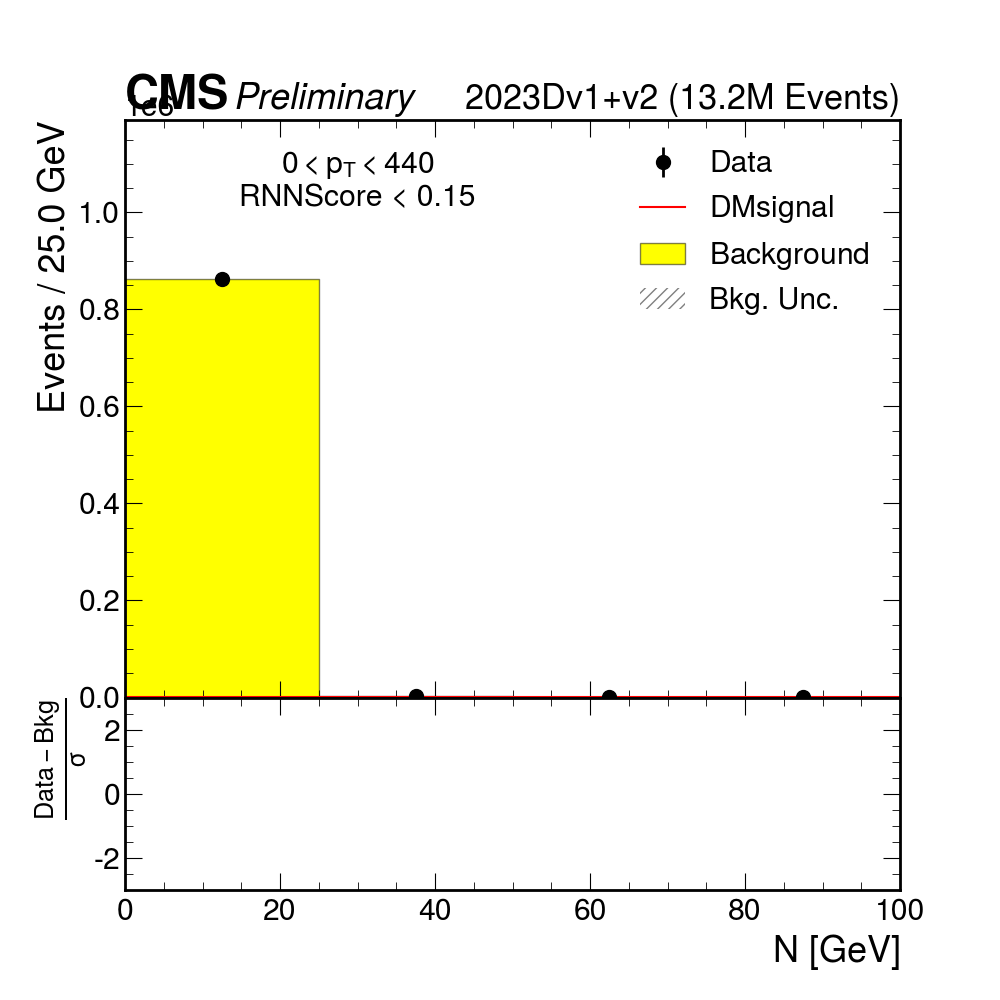 CMS Preliminary 2023Dv1+v2 (13.2M Events)
1e6
0 < pT < 440
RNNScore < 0.15
Data
DMsignal
Background
Bkg. Unc.
Events / 25.0 GeV
1.0
0.8
0.6
0.4
0.2
0.0
Data – Bkg
σ
2
0
-2
0 20 40 60 80 100
N [GeV]